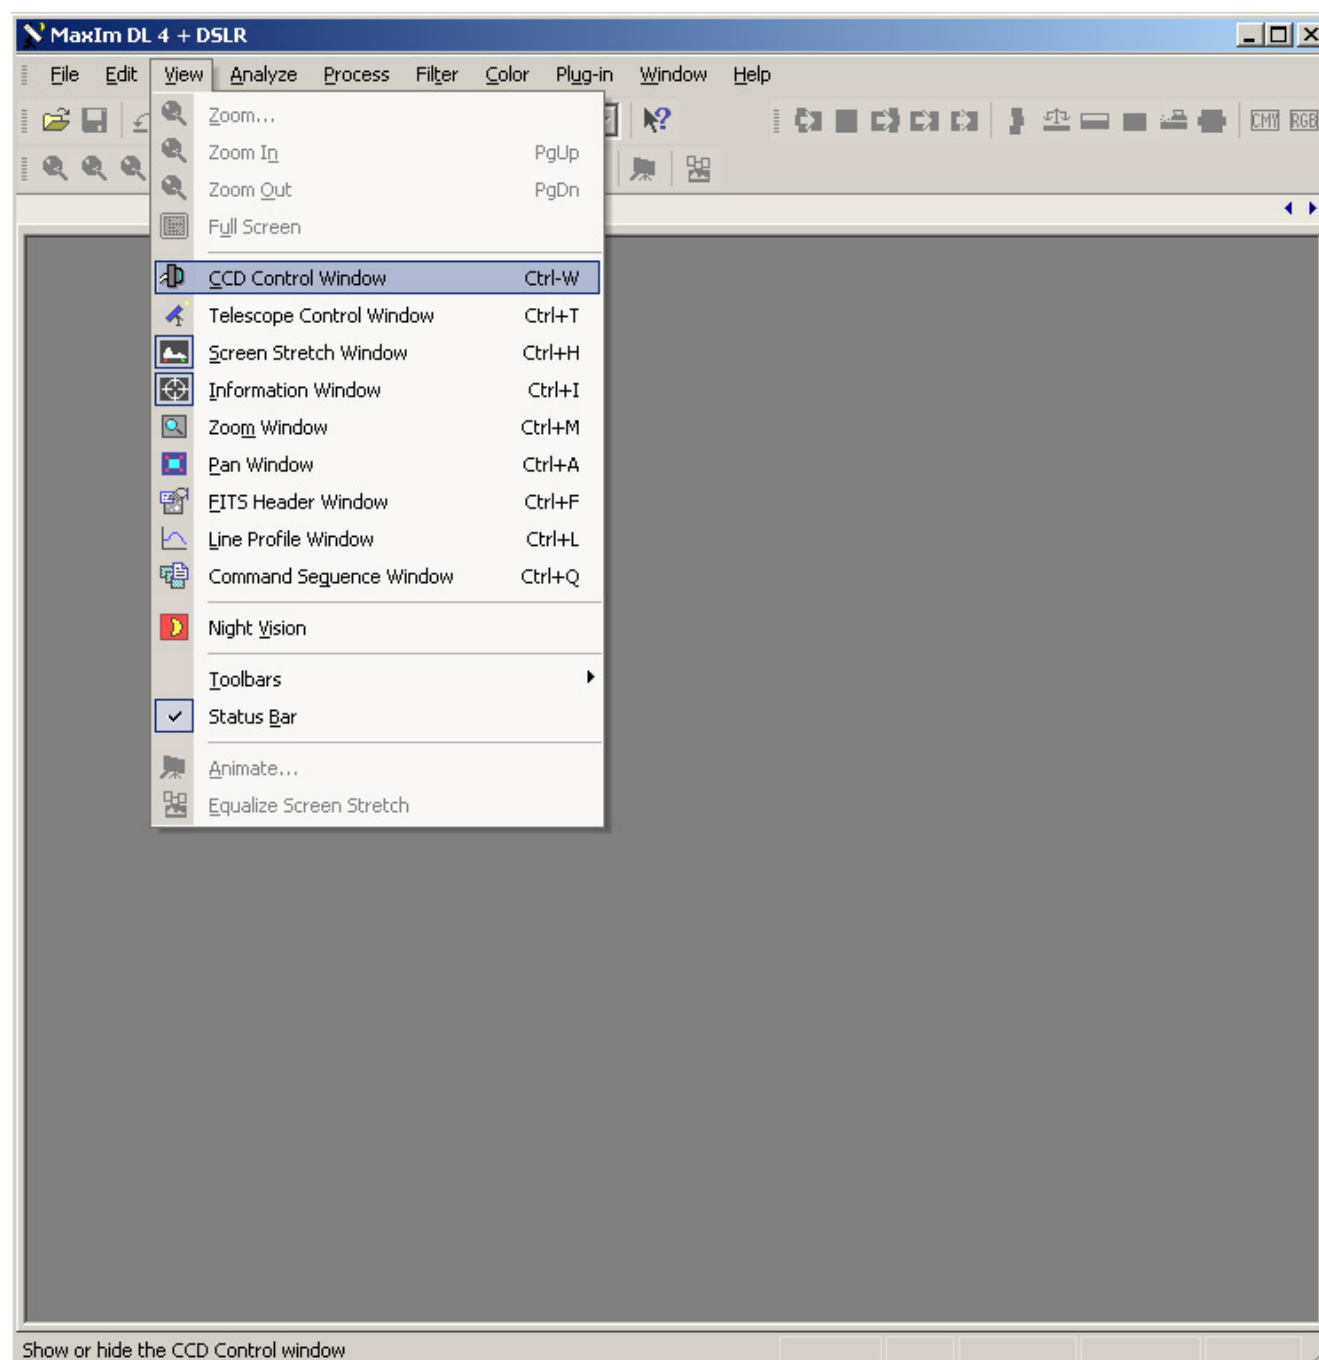 MaxIm DL 4 + DSLR
File Edit View Analyze Process Filter Color Plug-in Window Help
CMY RGB
Zoom...
Zoom In PgUp
Zoom Out PgDn
Full Screen
CCD Control Window Ctrl-W
Telescope Control Window Ctrl+T
Screen Stretch Window Ctrl+H
Information Window Ctrl+I
Zoom Window Ctrl+M
Pan Window Ctrl+A
FITS Header Window Ctrl+F
Line Profile Window Ctrl+L
Command Sequence Window Ctrl+Q
Night Vision
Toolbars
Status Bar
Animate...
Equalize Screen Stretch
Show or hide the CCD Control window